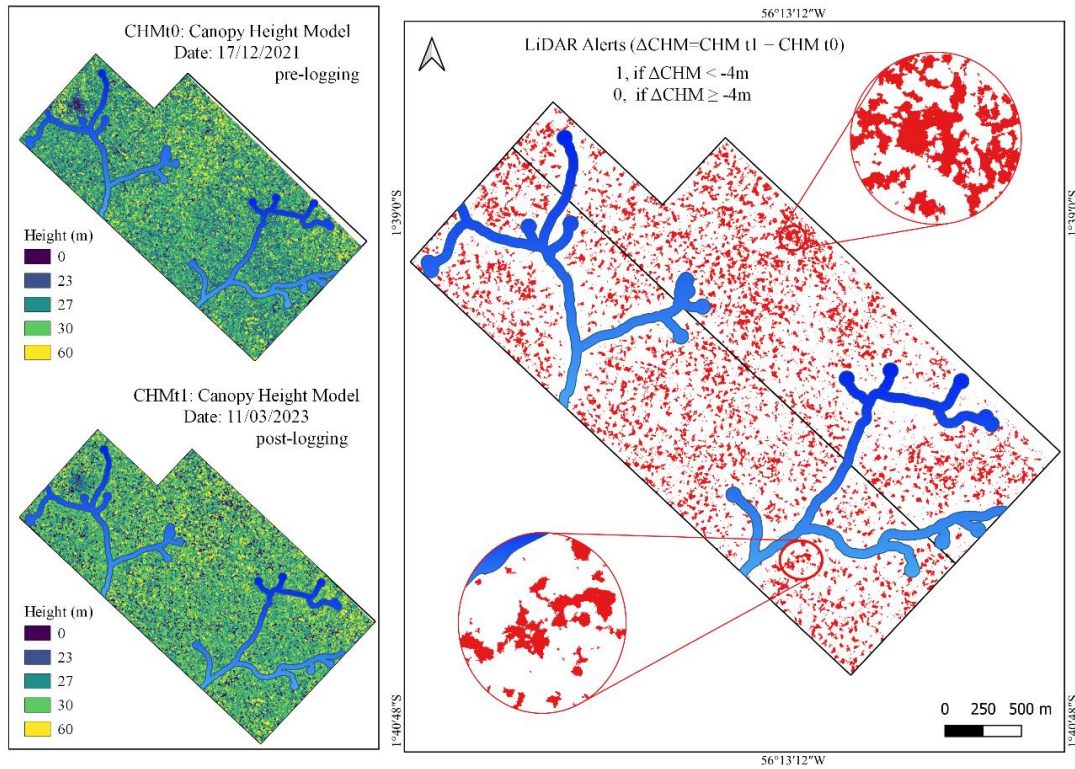 CHMt0: Canopy Height Model
Date: 17/12/2021
pre-logging
Height (m)
0
23
27
30
60
CHMt1: Canopy Height Model
Date: 11/03/2023
post-logging
Height (m)
0
23
27
30
60
56°13'12"W
LiDAR Alerts (ΔCHM=CHM t1 − CHM t0)
1, if ΔCHM < -4m
0, if ΔCHM ≥ -4m
1°39'0"S
1°39'0"S
1°40'48"S
1°40'48"S
0 250 500 m
56°13'12"W